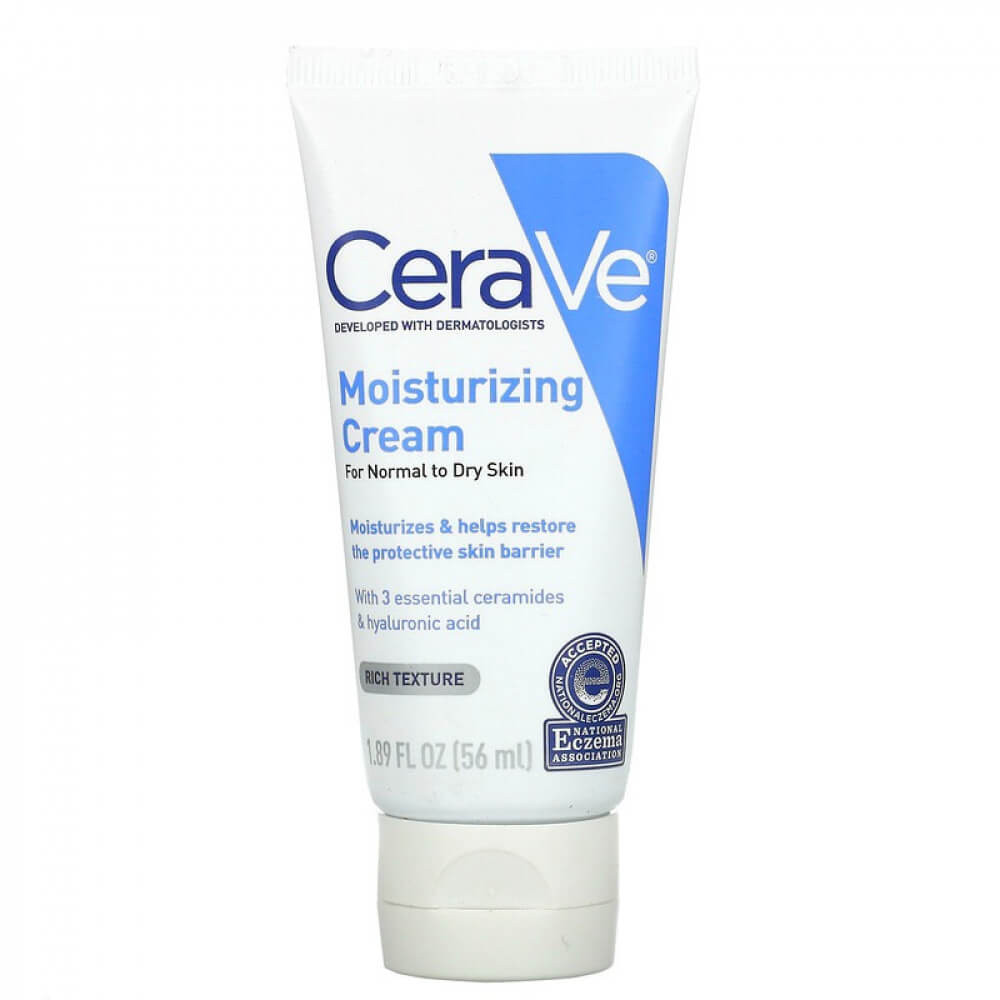 CeraVe®
DEVELOPED WITH DERMATOLOGISTS
Moisturizing
Cream
For Normal to Dry Skin
Moisturizes & helps restore
the protective skin barrier
With 3 essential ceramides
& hyaluronic acid
RICH TEXTURE
1.89 FL OZ (56 ml)
ACCEPTED
NATIONALECZEMA.ORG
e
NATIONAL
Eczema
ASSOCIATION